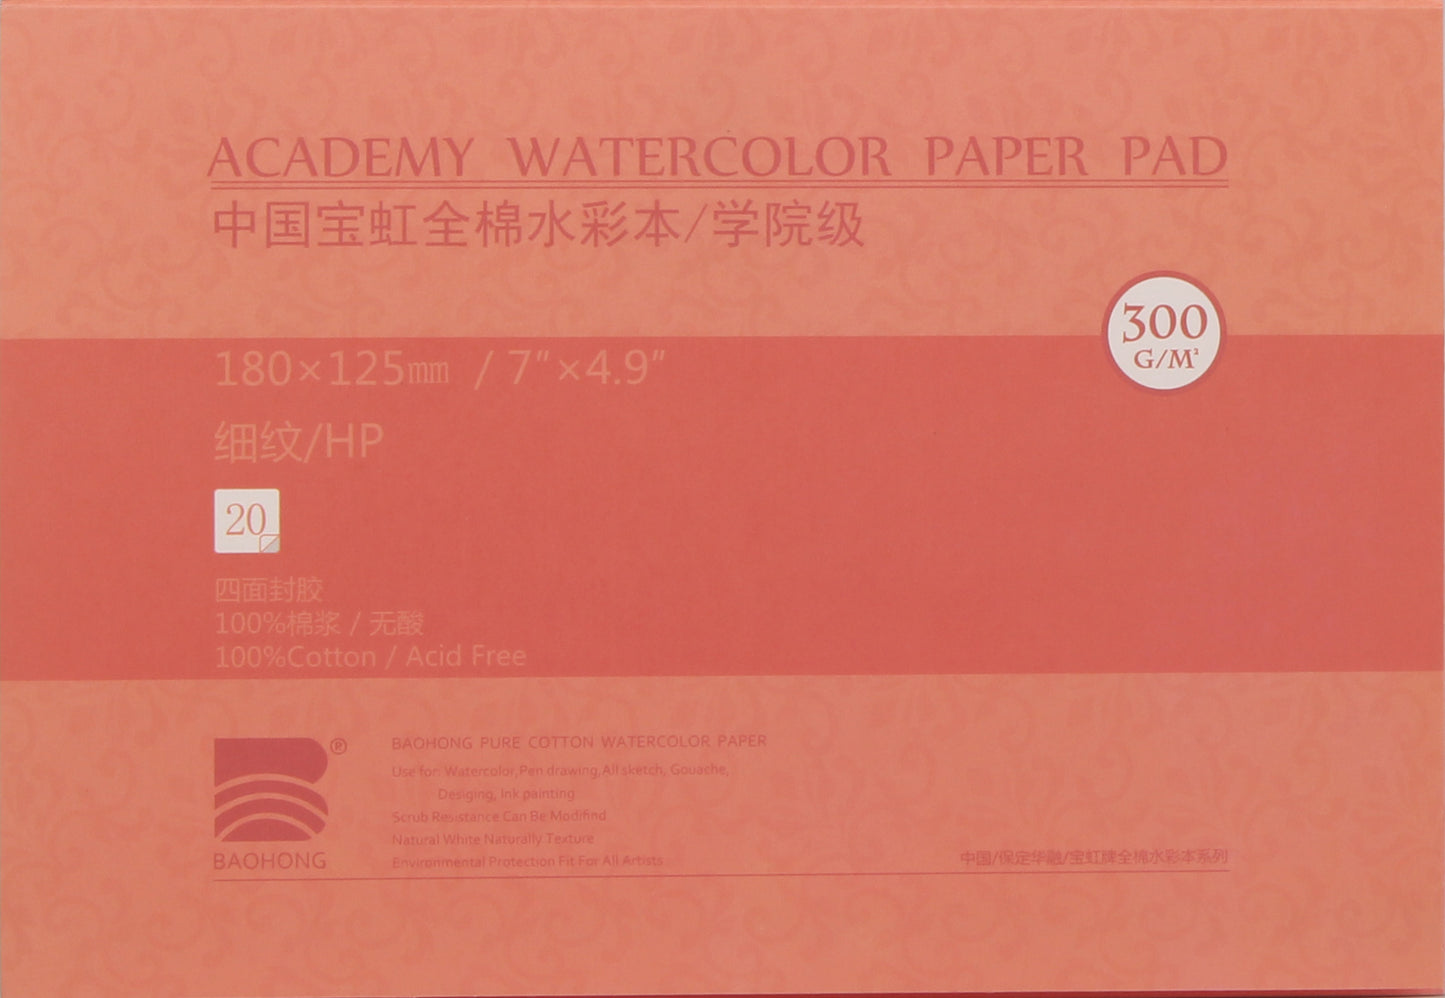 ACADEMY WATERCOLOR PAPER PAD
中国宝虹全棉水彩本/学院级
300
G/M²
180×125mm / 7"×4.9"
细纹/HP
20
四面封胶
100%棉浆 / 无酸
100%Cotton / Acid Free
®
BAOHONG
BAOHONG PURE COTTON WATERCOLOR PAPER
Use for: Watercolor,Pen drawing,All sketch, Gouache,
Desiging, Ink painting
Scrub Resistance Can Be Modifind
Natural White Naturally Texture
Environmental Protection Fit For All Artists
中国/保定华融/宝虹牌全棉水彩本系列